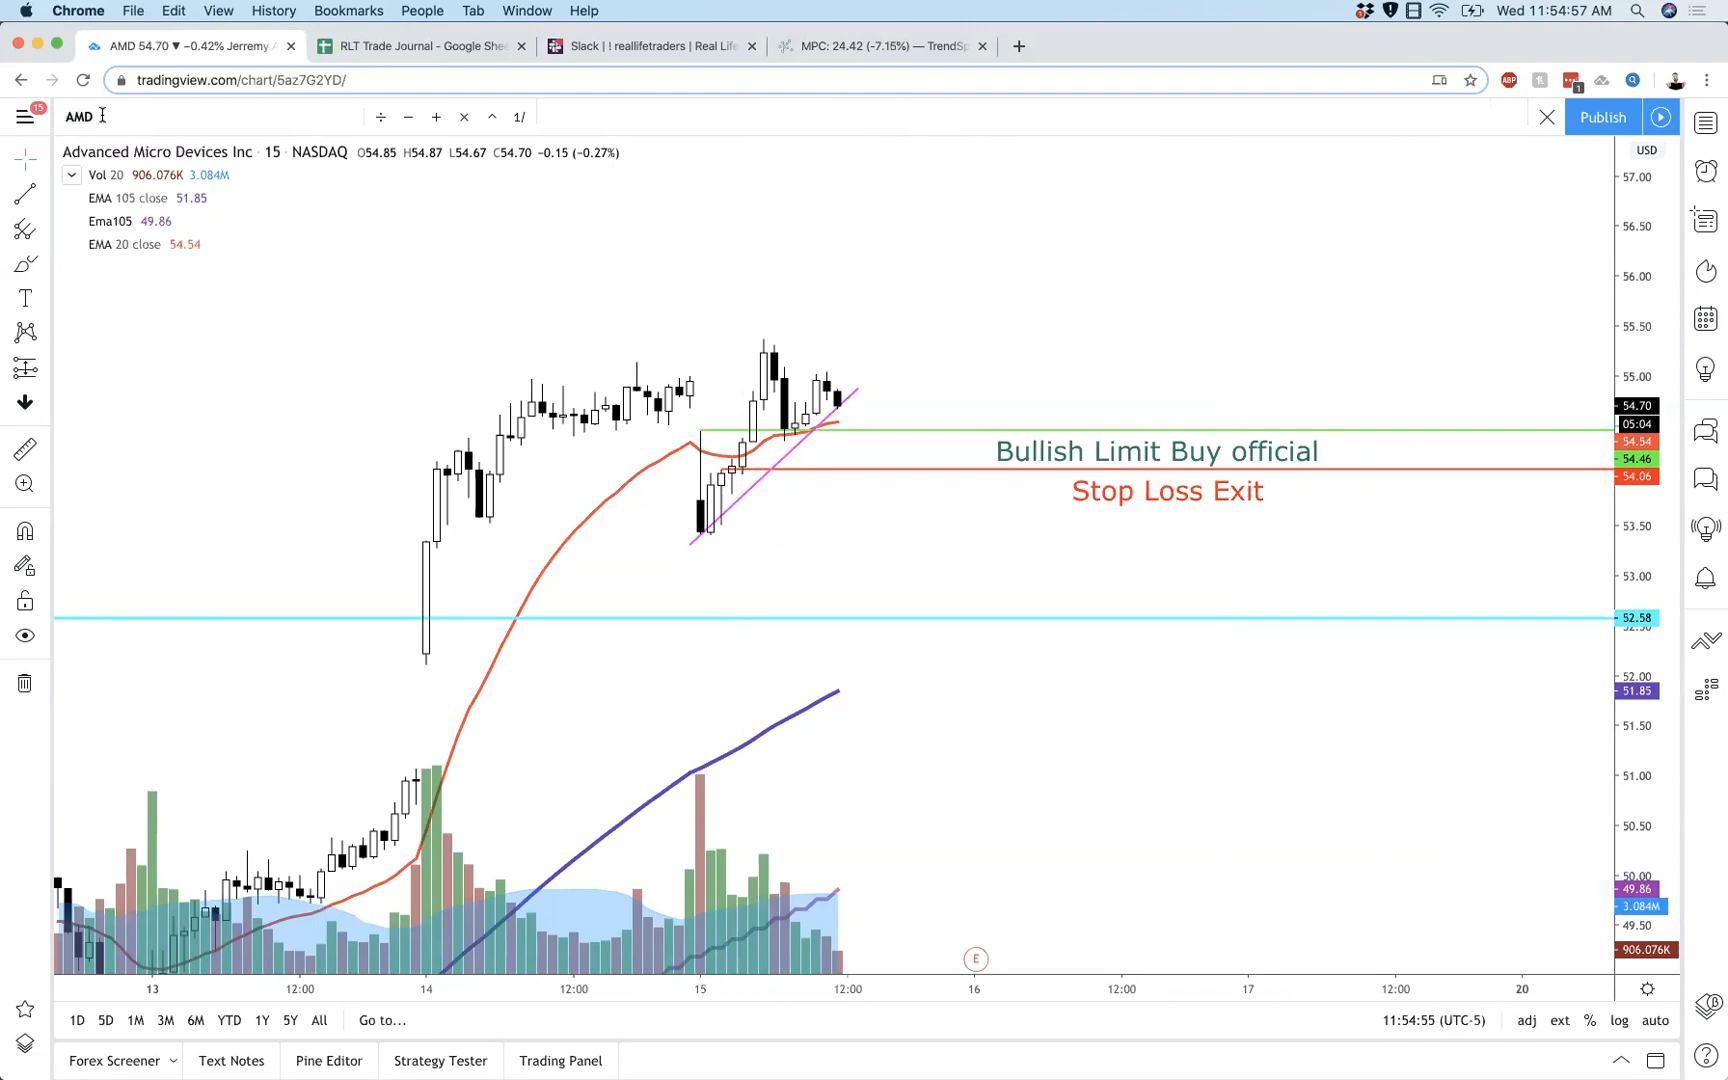 Chrome File Edit View History Bookmarks People Tab Window Help
Wed 11:54:57 AM
AMD 54.70 ▼ −0.42% Jerremy
RLT Trade Journal - Google She
Slack | ! reallifetraders | Real Life
MPC: 24.42 (-7.15%) — TrendSp
tradingview.com/chart/5az7G2YD/
ABP
1
15
AMD
÷ − + × ^ 1/
Publish
Advanced Micro Devices Inc · 15 · NASDAQ O54.85 H54.87 L54.67 C54.70 −0.15 (−0.27%)
USD
Vol 20 906.076K 3.084M
EMA 105 close 51.85
Ema105 49.86
EMA 20 close 54.54
57.00
56.50
56.00
55.50
55.00
54.70
05:04
54.54
54.46
54.06
53.50
53.00
52.58
52.00
51.85
51.50
51.00
50.50
50.00
49.86
3.084M
49.50
906.076K
Bullish Limit Buy official
Stop Loss Exit
E
13 12:00 14 12:00 15 12:00 16 12:00 17 12:00 20
1D 5D 1M 3M 6M YTD 1Y 5Y All Go to...
11:54:55 (UTC-5) adj ext % log auto
Forex Screener Text Notes Pine Editor Strategy Tester Trading Panel